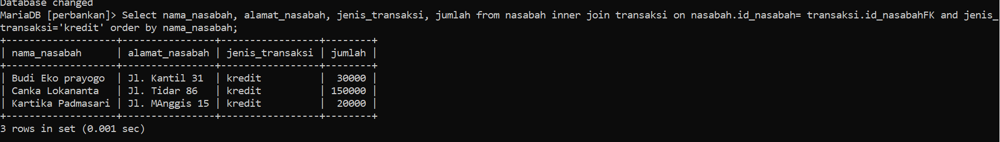 Database changed
MariaDB [perbankan]> Select nama_nasabah, alamat_nasabah, jenis_transaksi, jumlah from nasabah inner join transaksi on nasabah.id_nasabah= transaksi.id_nasabahFK and jenis_
transaksi='kredit' order by nama_nasabah;
+-------------------+----------------+-----------------+--------+
| nama_nasabah      | alamat_nasabah | jenis_transaksi | jumlah |
+-------------------+----------------+-----------------+--------+
| Budi Eko prayogo  | Jl. Kantil 31  | kredit          |  30000 |
| Canka Lokananta   | Jl. Tidar 86   | kredit          | 150000 |
| Kartika Padmasari | Jl. MAnggis 15 | kredit          |  20000 |
+-------------------+----------------+-----------------+--------+
3 rows in set (0.001 sec)